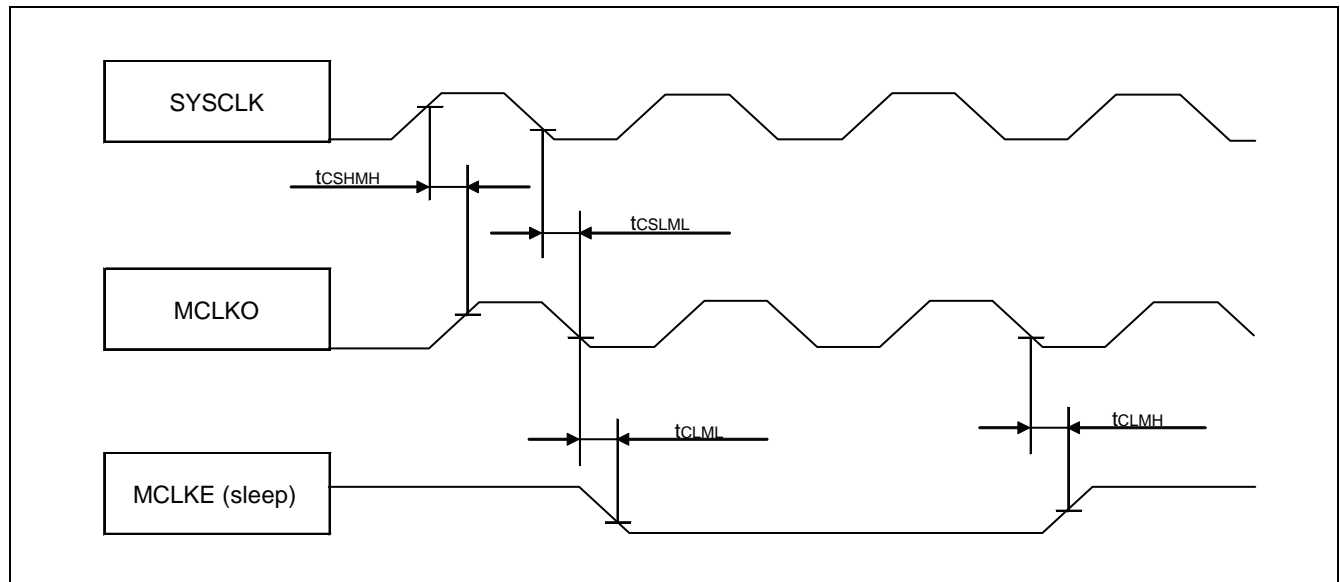 SYSCLK
tCSHMH
tCSLML
MCLKO
tCLML
tCLMH
MCLKE (sleep)